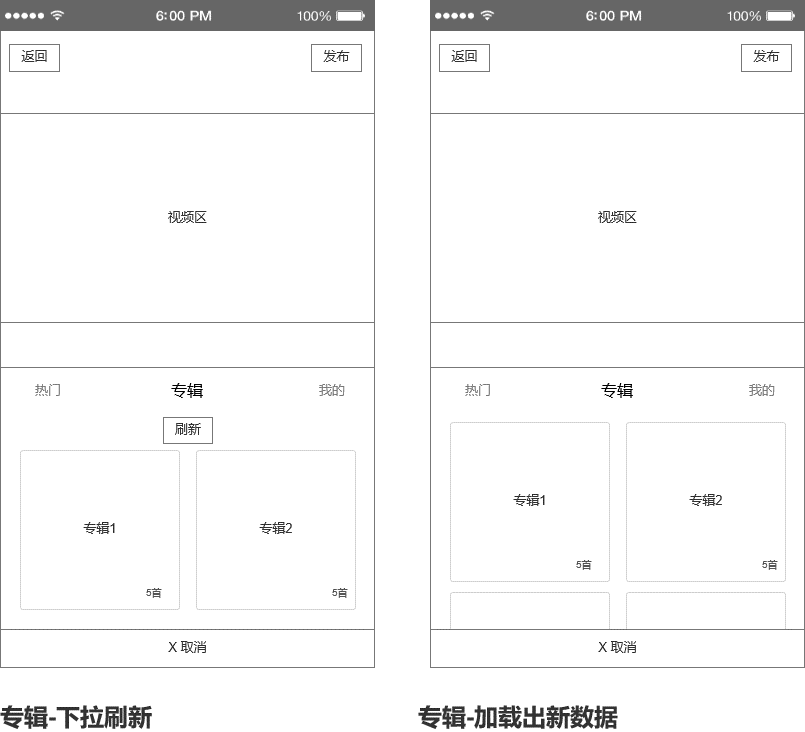 6:00 PM 100%
返回 发布
视频区
热门 专辑 我的
刷新
专辑1 专辑2
5首 5首
X 取消
专辑-下拉刷新
6:00 PM 100%
返回 发布
视频区
热门 专辑 我的
专辑1 专辑2
5首 5首
X 取消
专辑-加载出新数据